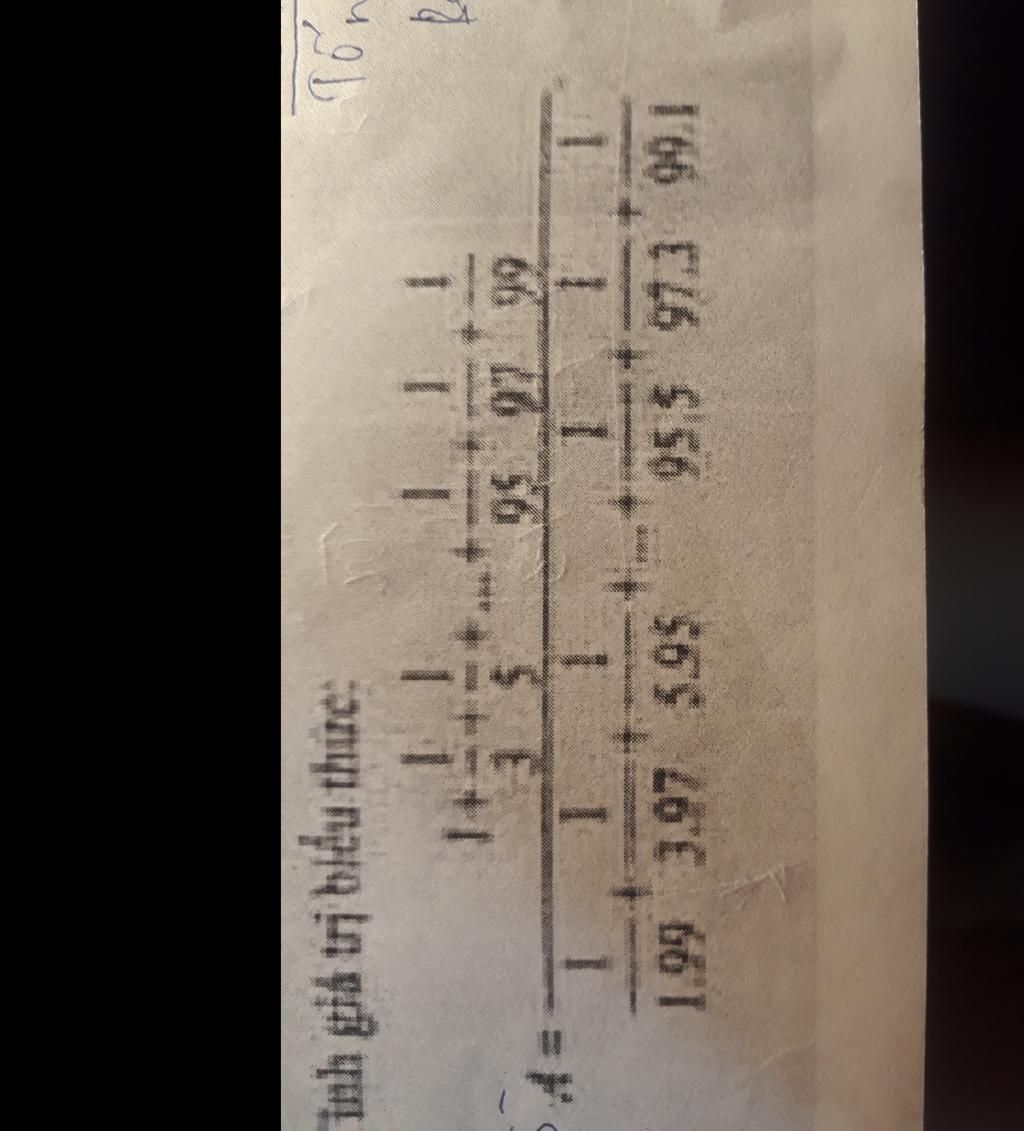 Tính giá trị biểu thức:
1 1 1 1 1
1 + — + — + ... + — + — + —
3 5 95 97 99
A =
1 1 1 1 1 1
— + — + — + ... + — + — + —
1.99 3.97 5.95 95.5 97.3 99.1